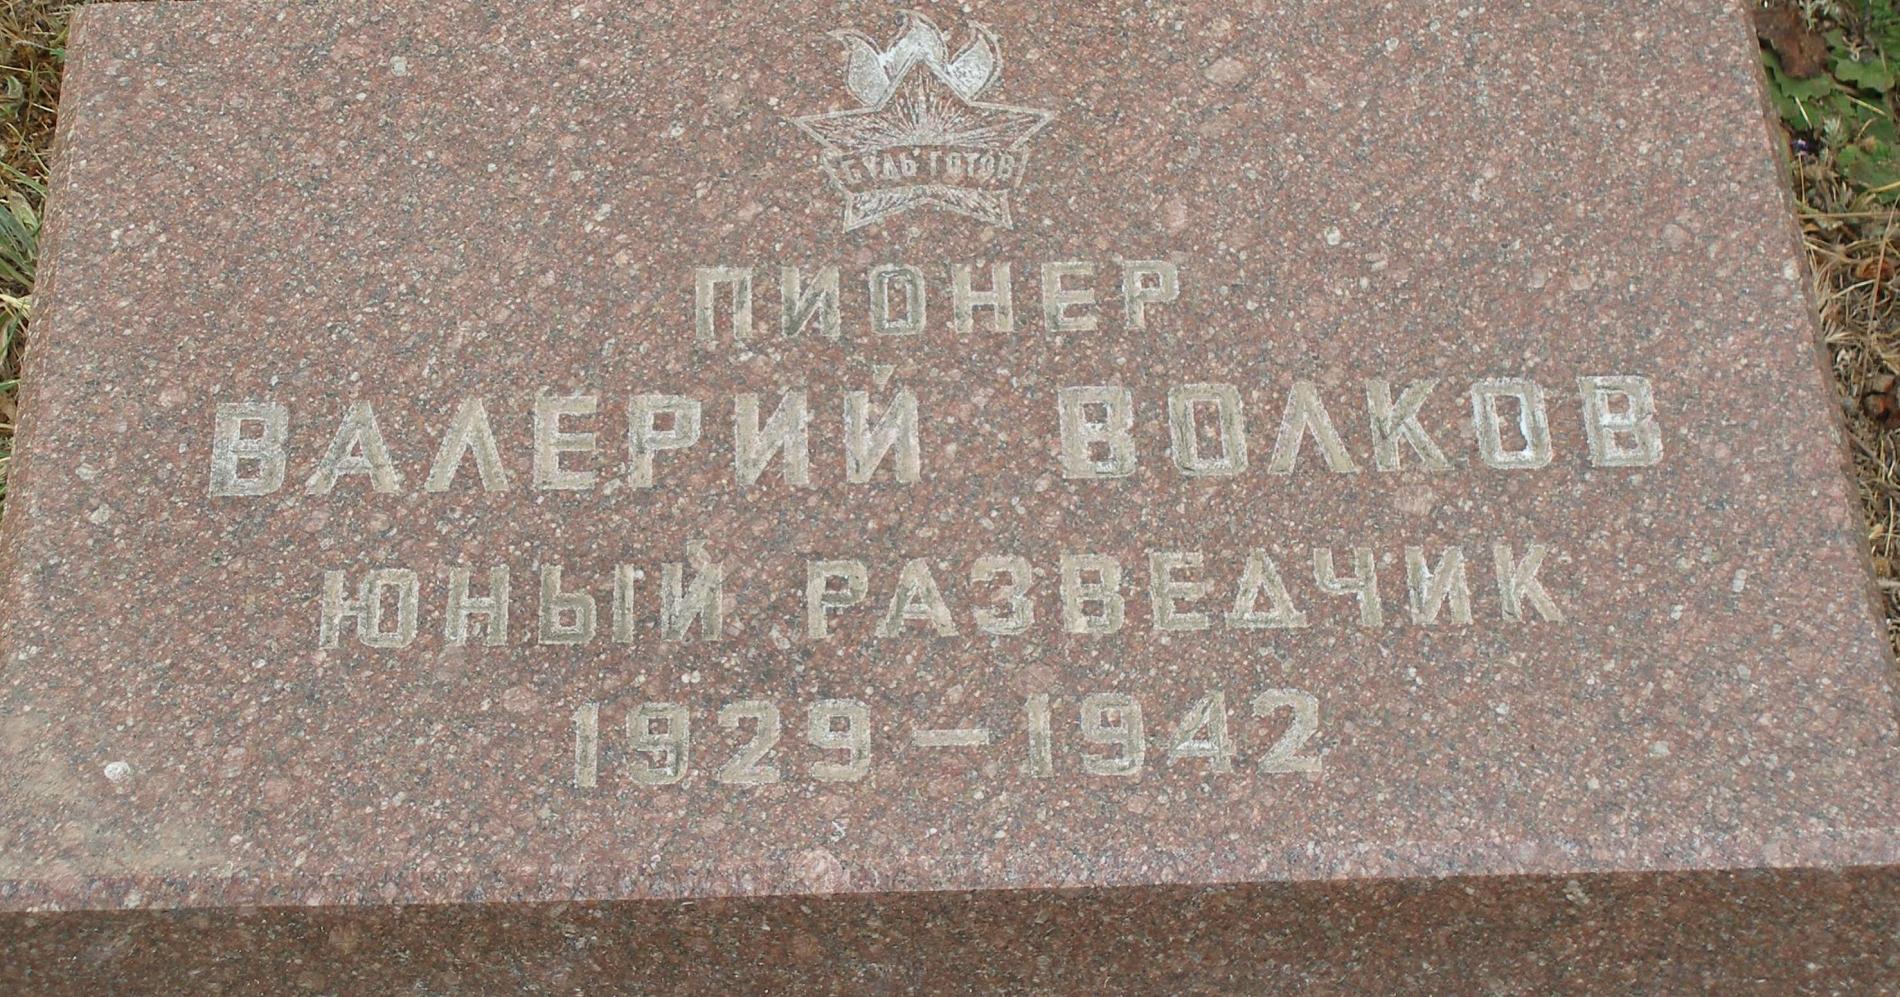 БУДЬ ГОТОВ
ПИОНЕР
ВАЛЕРИЙ ВОЛКОВ
ЮНЫЙ РАЗВЕДЧИК
1929 — 1942